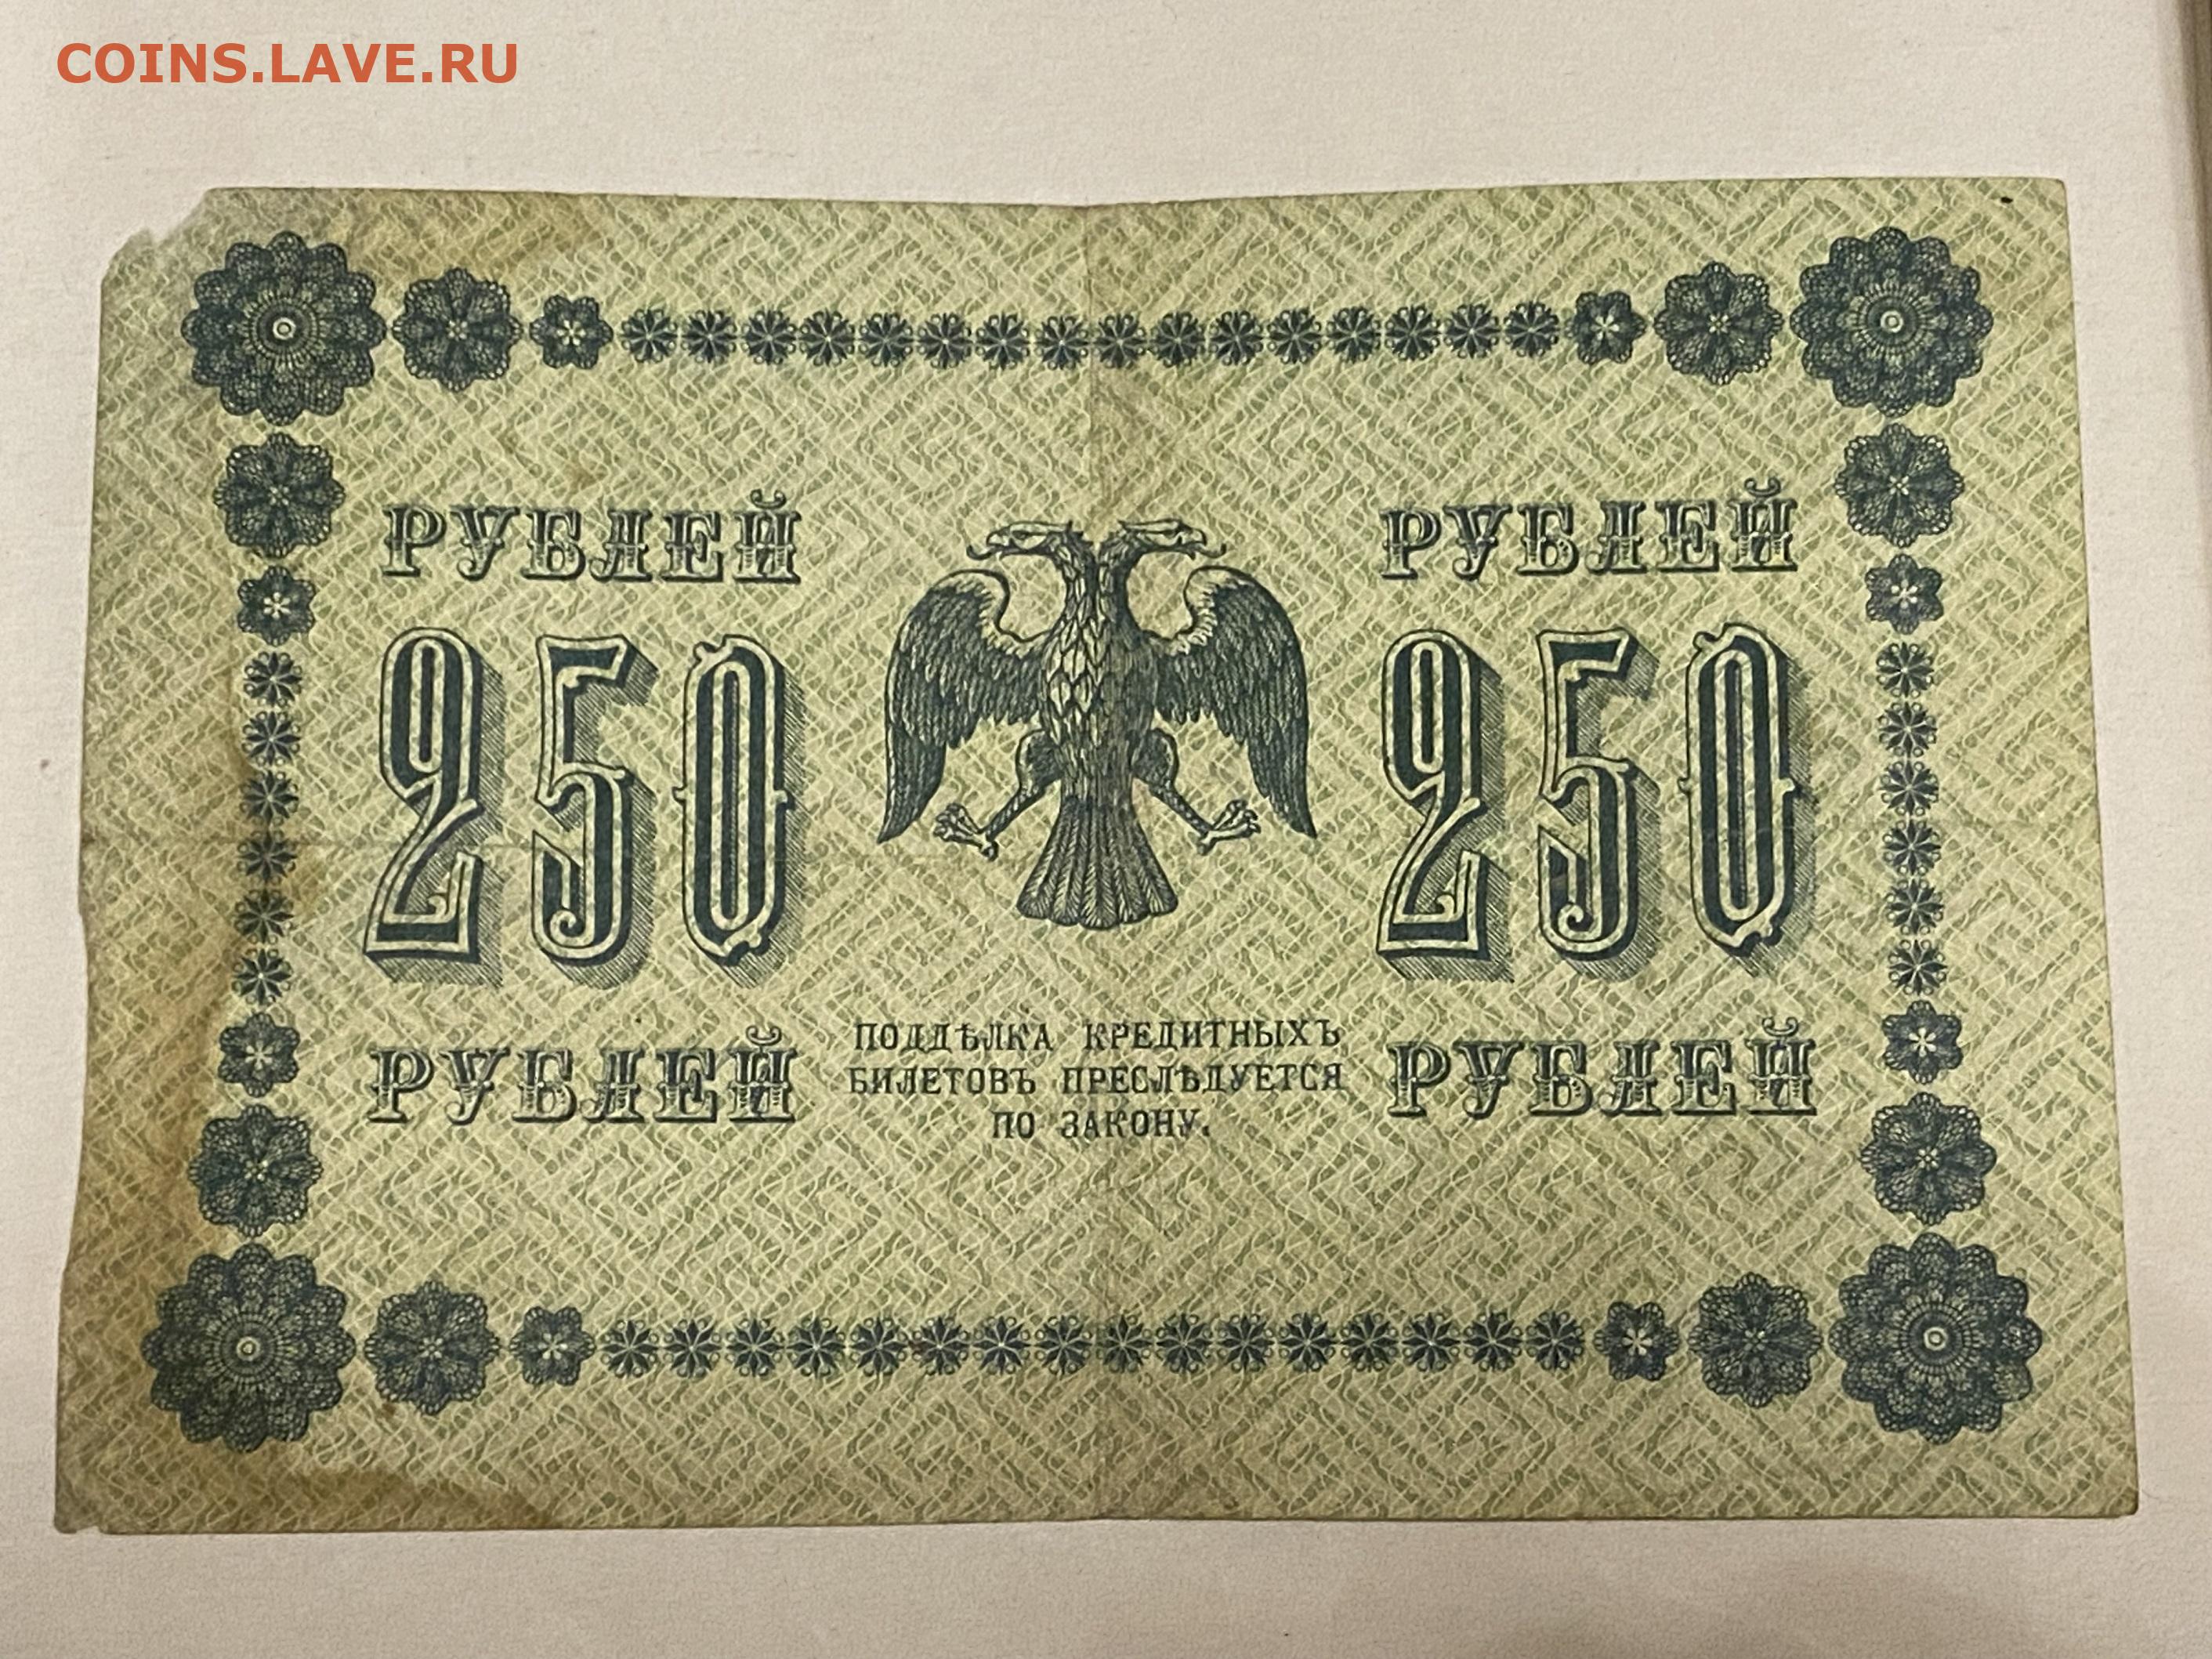 COINS.LAVE.RU
РУБЛЕЙ
250
РУБЛЕЙ
РУБЛЕЙ
250
РУБЛЕЙ
ПОДДѢЛКА КРЕДИТНЫХЪ
БИЛЕТОВЪ ПРЕСЛѢДУЕТСЯ
ПО ЗАКОНУ.